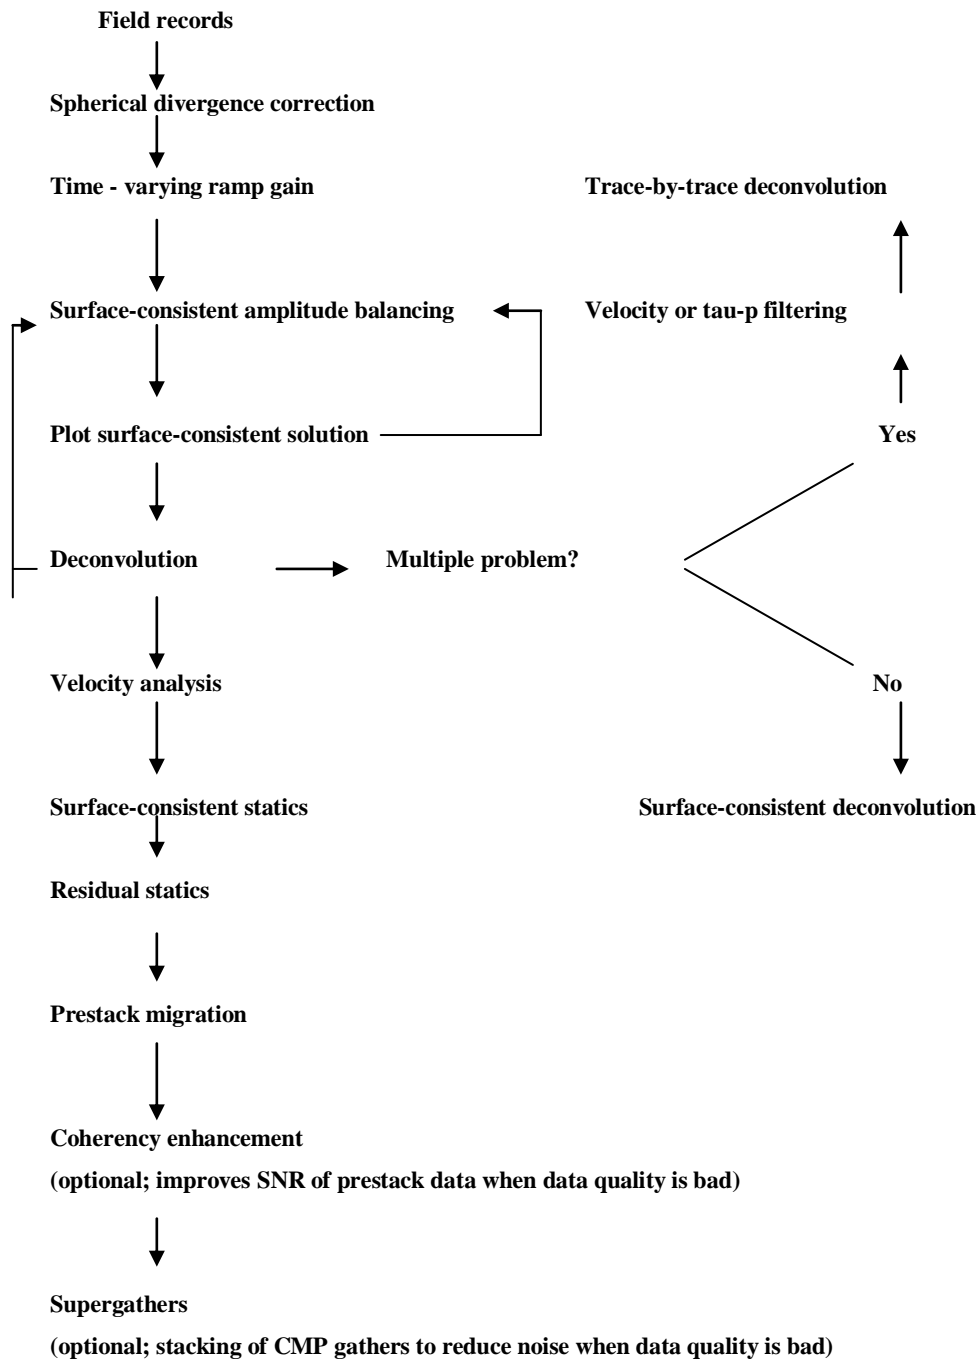 Field records
Spherical divergence correction
Time - varying ramp gain
Trace-by-trace deconvolution
Surface-consistent amplitude balancing
Velocity or tau-p filtering
Plot surface-consistent solution
Yes
Deconvolution
Multiple problem?
Velocity analysis
No
Surface-consistent statics
Surface-consistent deconvolution
Residual statics
Prestack migration
Coherency enhancement
(optional; improves SNR of prestack data when data quality is bad)
Supergathers
(optional; stacking of CMP gathers to reduce noise when data quality is bad)